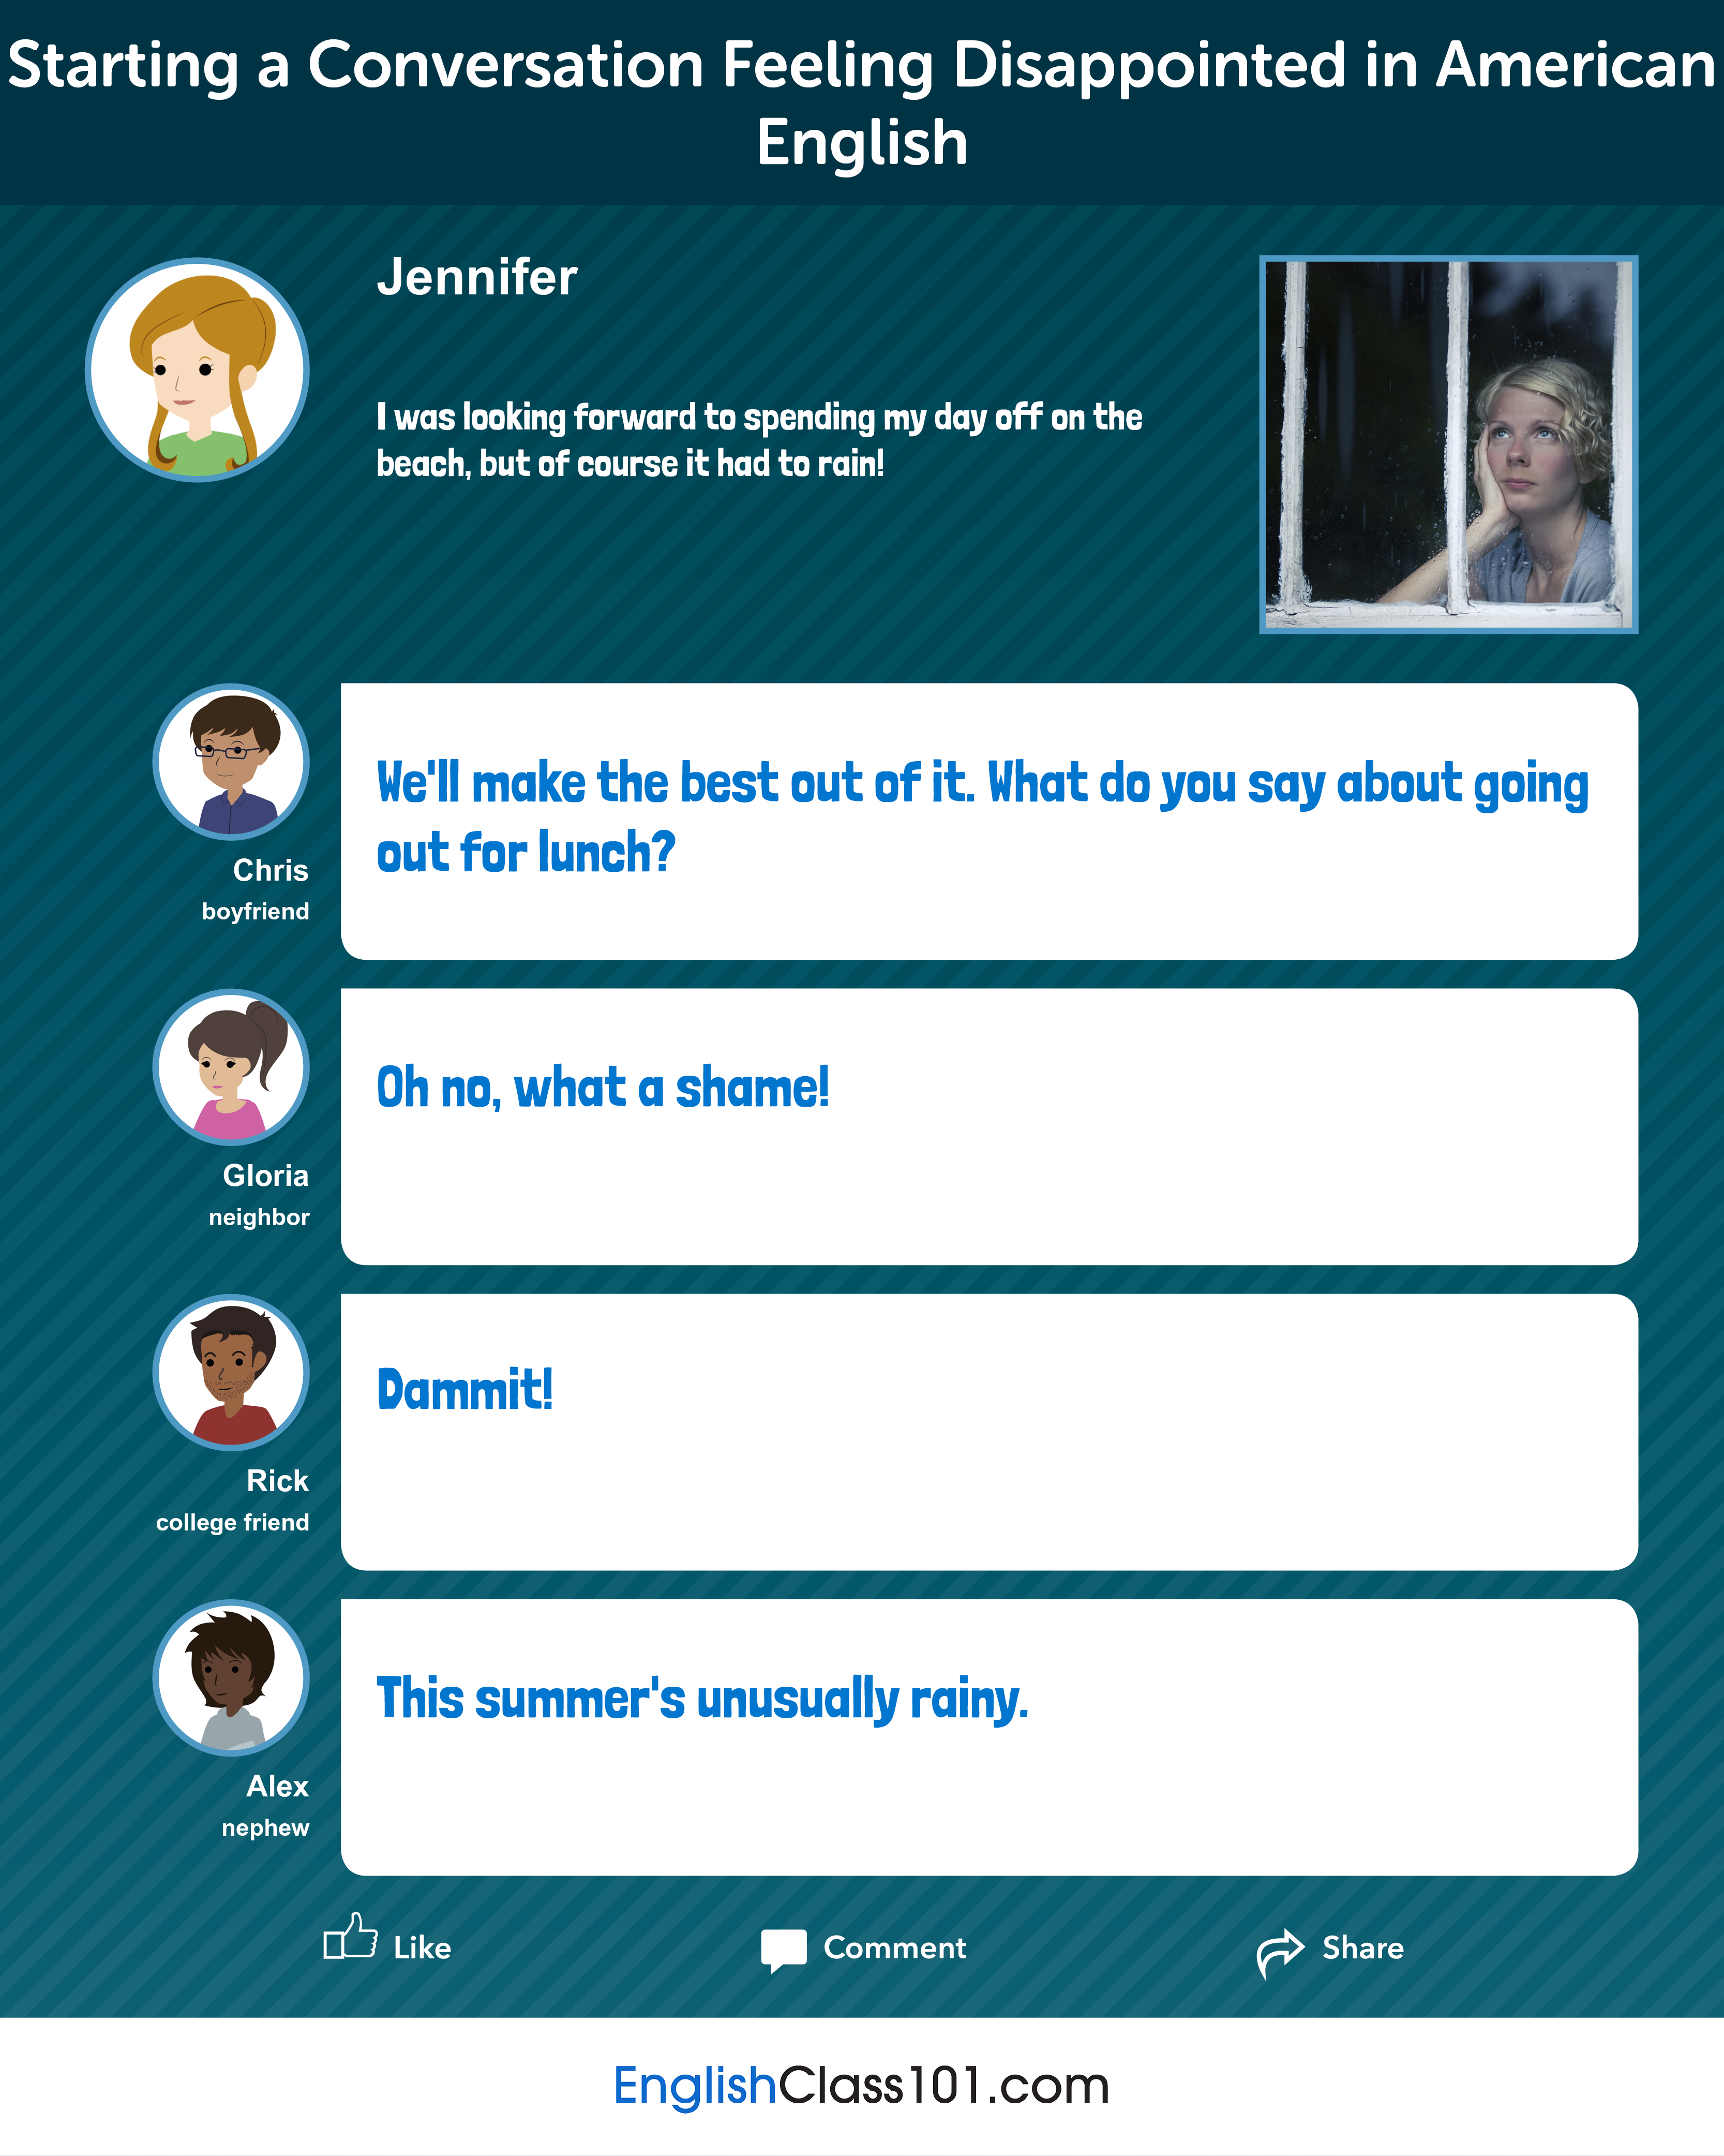 Starting a Conversation Feeling Disappointed in American
English
Jennifer
I was looking forward to spending my day off on the
beach, but of course it had to rain!
We'll make the best out of it. What do you say about going
out for lunch?
Chris
boyfriend
Oh no, what a shame!
Gloria
neighbor
Dammit!
Rick
college friend
This summer's unusually rainy.
Alex
nephew
Like
Comment
Share
EnglishClass101.com